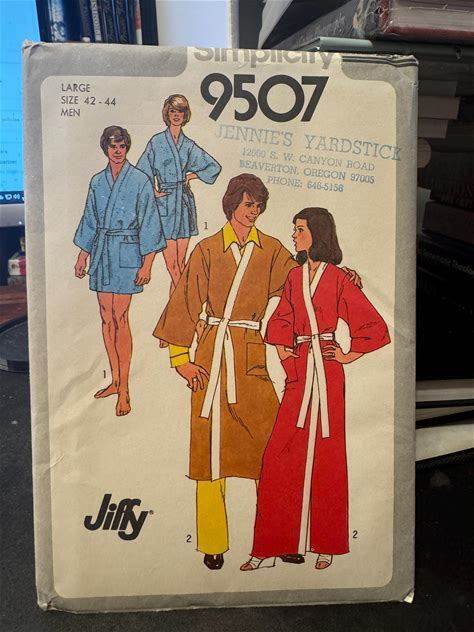 Simplicity
9507
LARGE
SIZE 42 - 44
MEN
JENNIE'S YARDSTICK
12600 S. W. CANYON ROAD
BEAVERTON, OREGON 97005
PHONE: 646-5156
1
1
Jiffy®
2
2